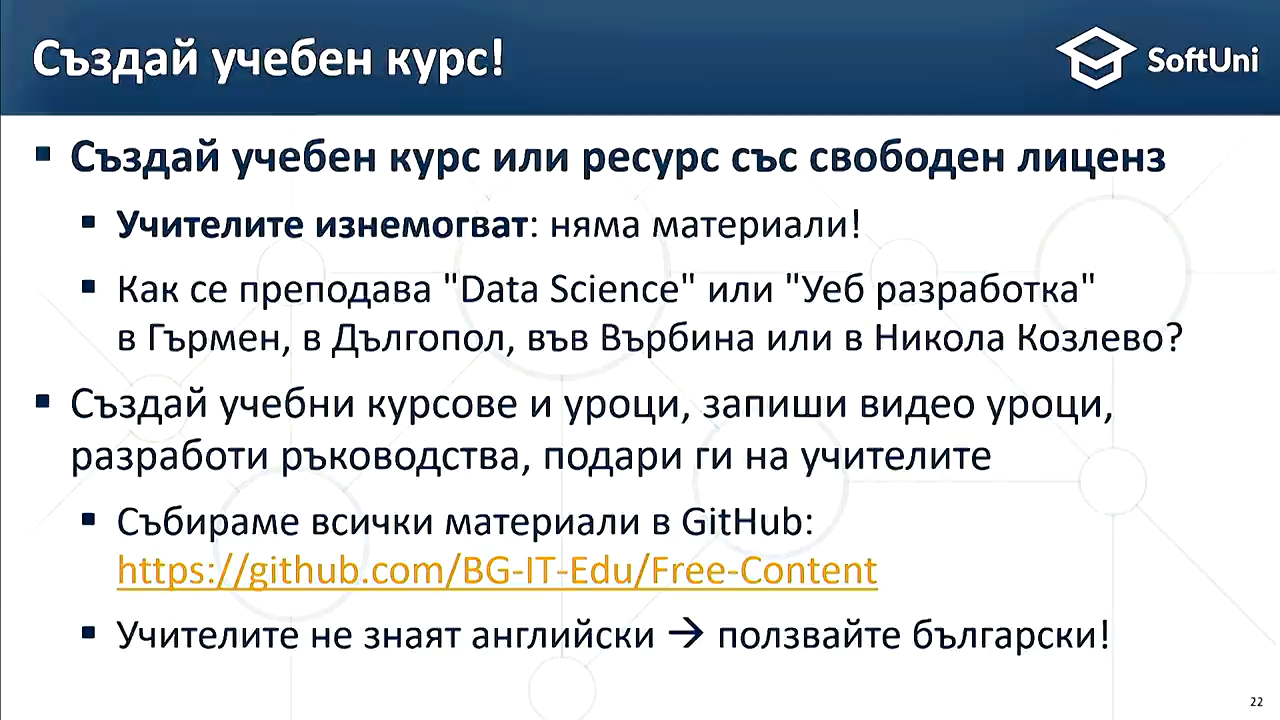 Създай учебен курс!
SoftUni
▪ Създай учебен курс или ресурс със свободен лиценз
▪ Учителите изнемогват: няма материали!
▪ Как се преподава "Data Science" или "Уеб разработка"
в Гърмен, в Дългопол, във Върбина или в Никола Козлево?
▪ Създай учебни курсове и уроци, запиши видео уроци,
разработи ръководства, подари ги на учителите
▪ Събираме всички материали в GitHub:
https://github.com/BG-IT-Edu/Free-Content
▪ Учителите не знаят английски → ползвайте български!
22